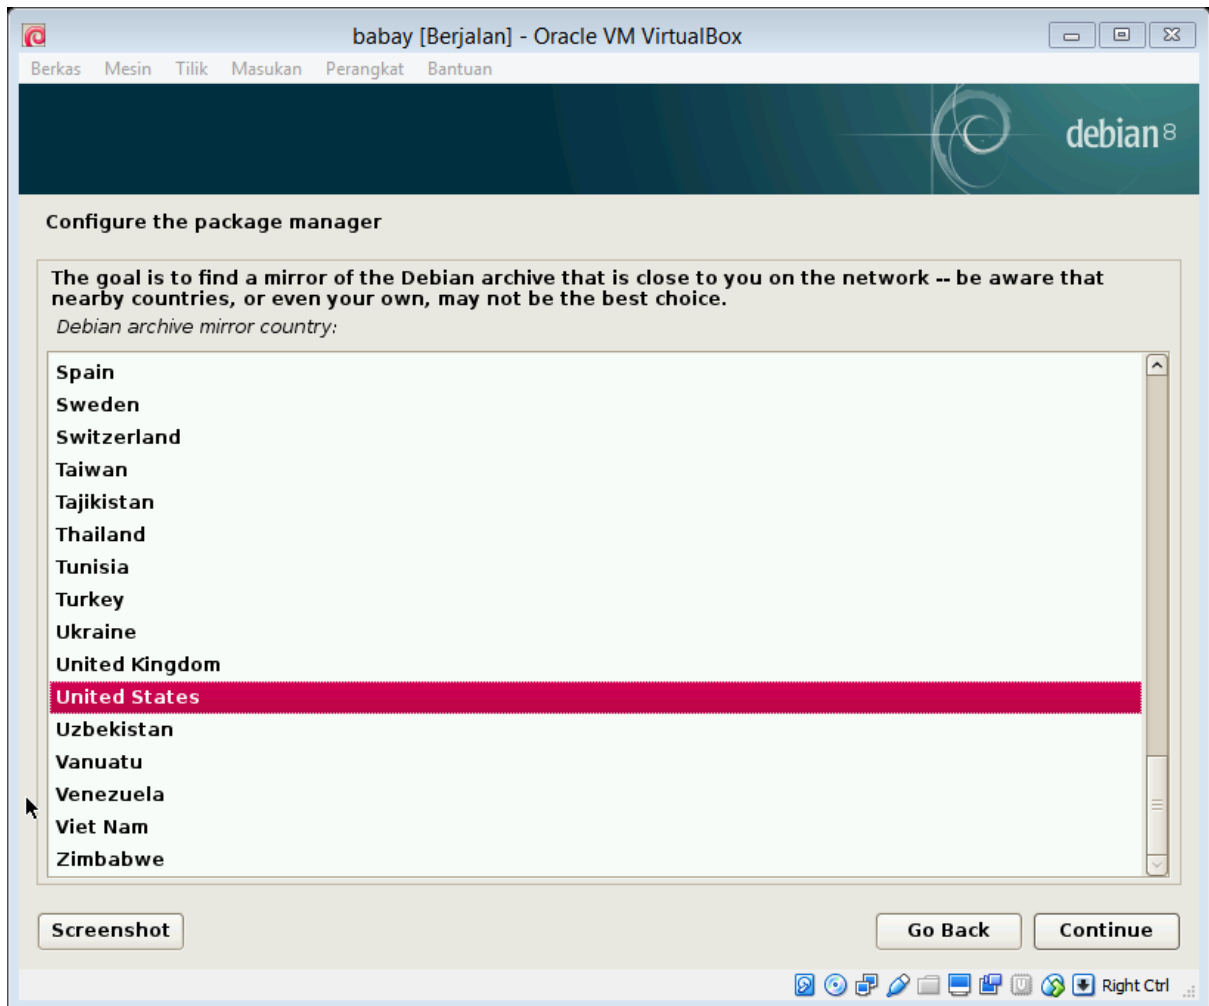 babay [Berjalan] - Oracle VM VirtualBox
Berkas Mesin Tilik Masukan Perangkat Bantuan
debian 8
Configure the package manager
The goal is to find a mirror of the Debian archive that is close to you on the network -- be aware that
nearby countries, or even your own, may not be the best choice.
Debian archive mirror country:
Spain
Sweden
Switzerland
Taiwan
Tajikistan
Thailand
Tunisia
Turkey
Ukraine
United Kingdom
United States
Uzbekistan
Vanuatu
Venezuela
Viet Nam
Zimbabwe
Screenshot Go Back Continue
Right Ctrl